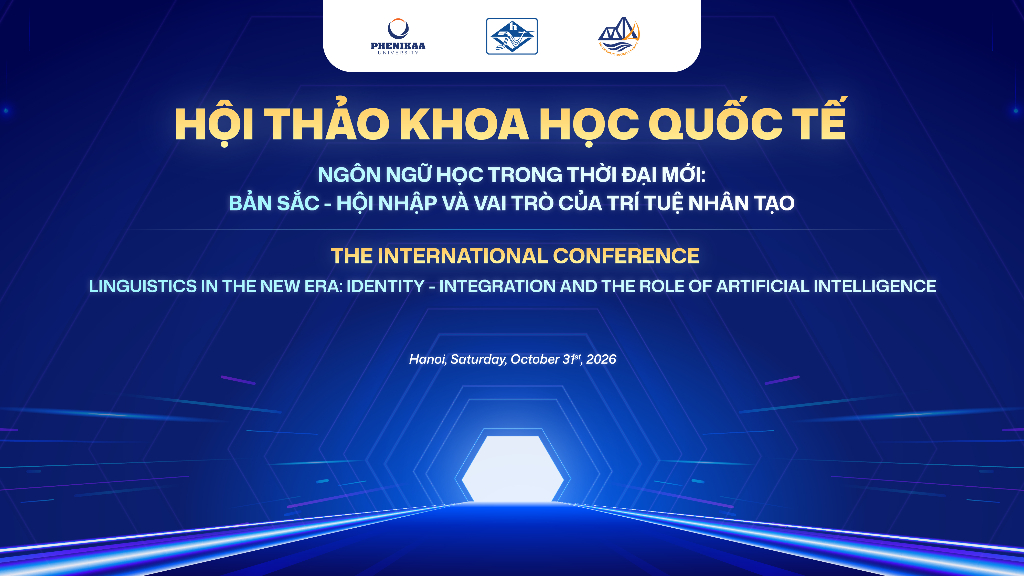 PHENIKAA
UNIVERSITY
HỘI THẢO KHOA HỌC QUỐC TẾ
NGÔN NGỮ HỌC TRONG THỜI ĐẠI MỚI:
BẢN SẮC - HỘI NHẬP VÀ VAI TRÒ CỦA TRÍ TUỆ NHÂN TẠO
THE INTERNATIONAL CONFERENCE
LINGUISTICS IN THE NEW ERA: IDENTITY - INTEGRATION AND THE ROLE OF ARTIFICIAL INTELLIGENCE
Hanoi, Saturday, October 31st, 2026